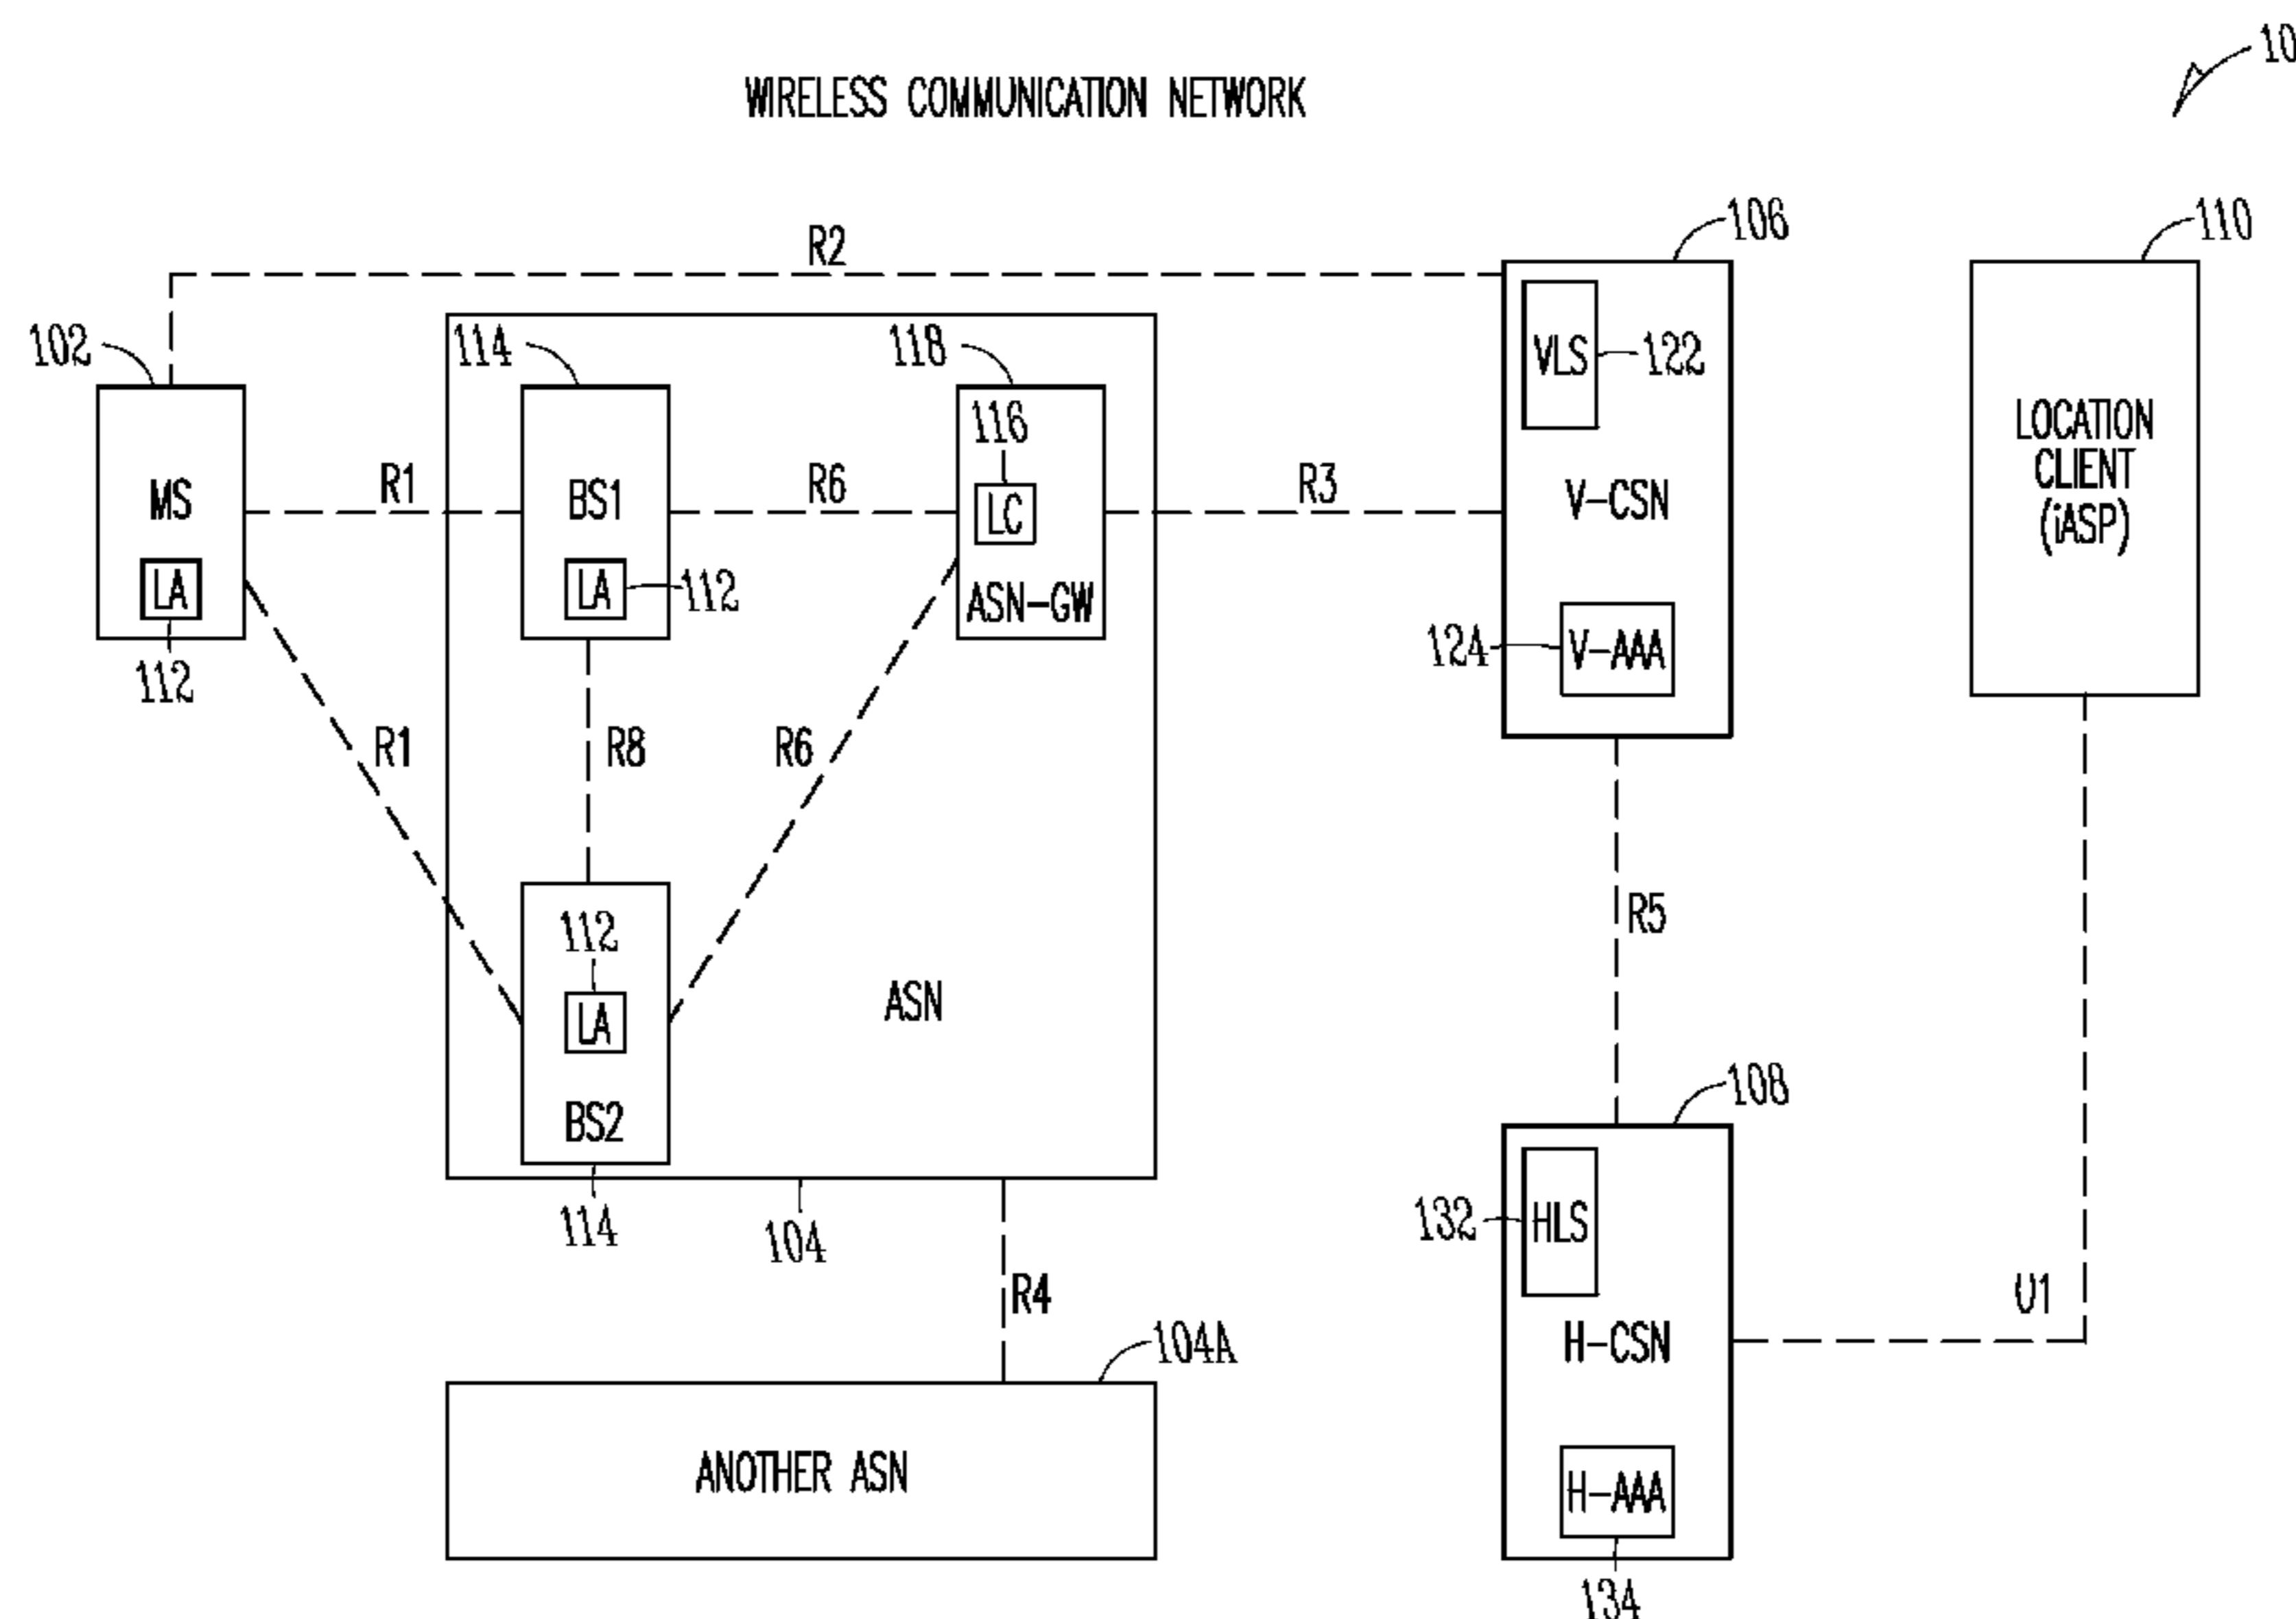 WIRELESS COMMUNICATION NETWORK
10
R2
106
110
102
114
118
VLS
122
116
LOCATION
CLIENT
(iASP)
MS
R1
BS1
R6
LC
R3
V-CSN
LA
LA
112
ASN-GW
112
124
V-AAA
R1
R8
R6
R5
112
LA
ASN
BS2
108
114
104
132
HLS
R4
U1
104A
H-CSN
ANOTHER ASN
H-AAA
134